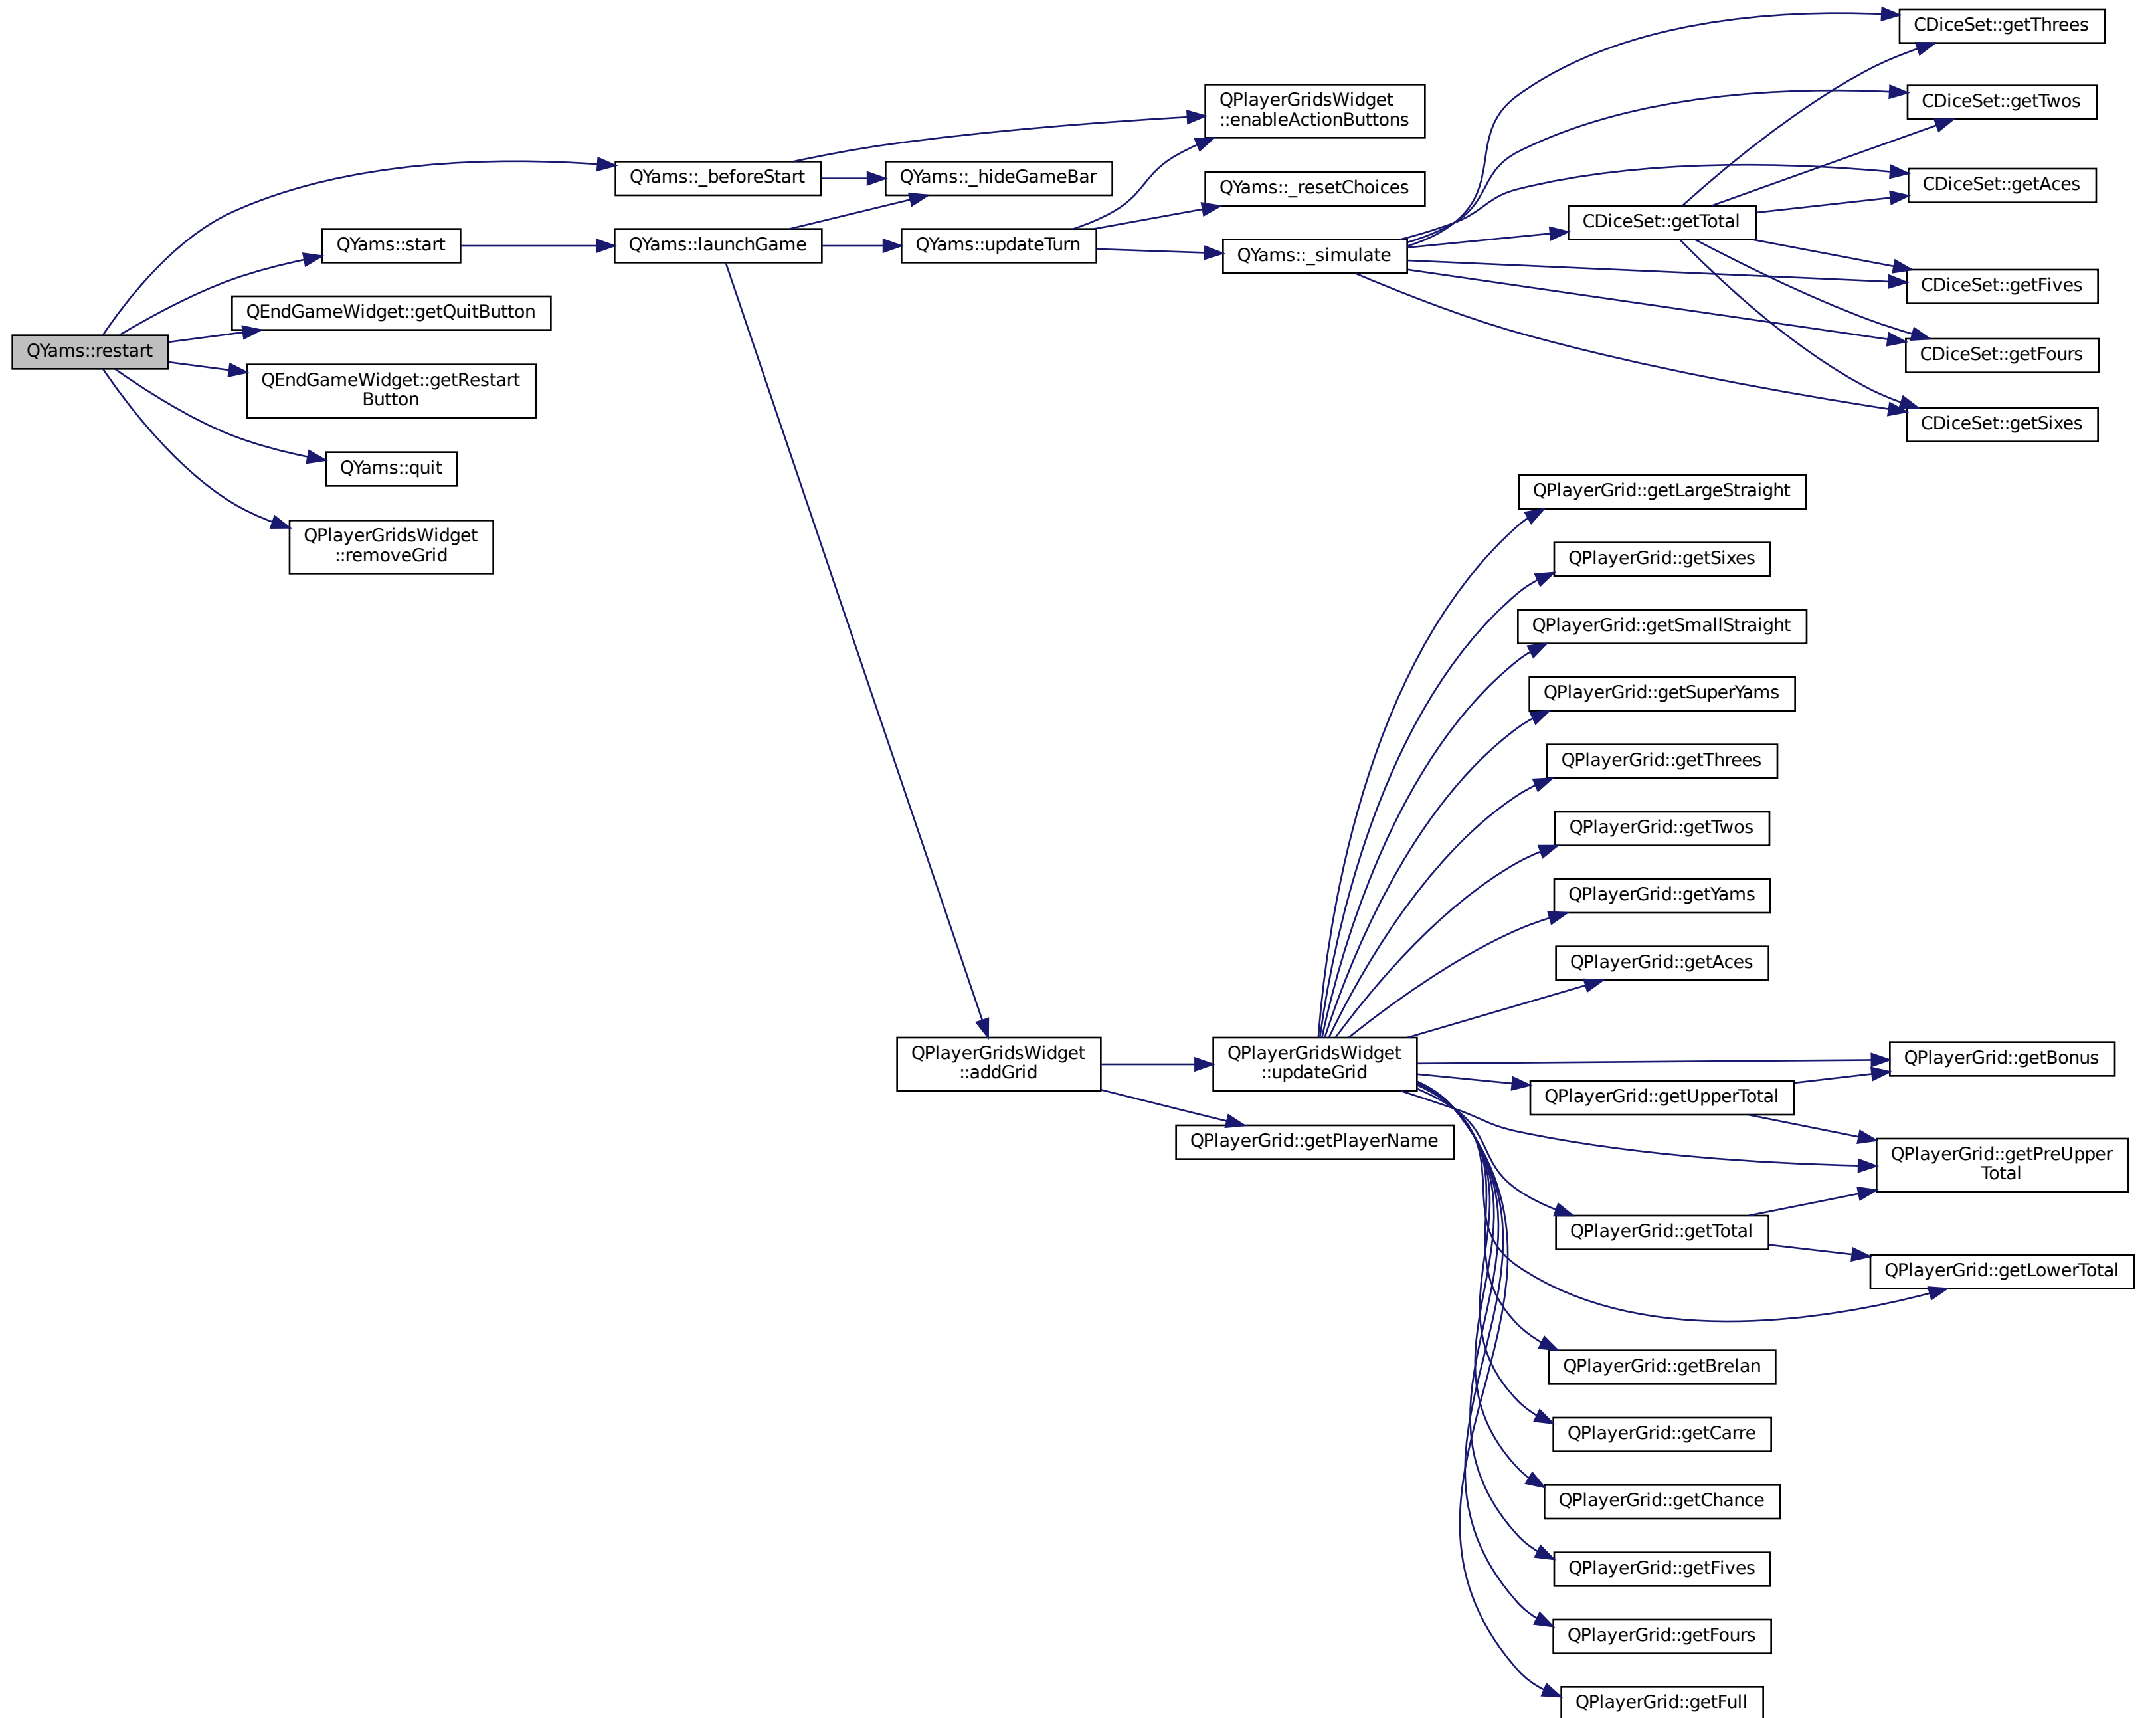 CDiceSet::getThrees
QPlayerGridsWidget
::enableActionButtons
CDiceSet::getTwos
QYams::_beforeStart
QYams::_hideGameBar
QYams::_resetChoices
CDiceSet::getAces
CDiceSet::getTotal
QYams::start
QYams::launchGame
QYams::updateTurn
QYams::_simulate
CDiceSet::getFives
QEndGameWidget::getQuitButton
QYams::restart
CDiceSet::getFours
QEndGameWidget::getRestart
Button
CDiceSet::getSixes
QYams::quit
QPlayerGrid::getLargeStraight
QPlayerGridsWidget
::removeGrid
QPlayerGrid::getSixes
QPlayerGrid::getSmallStraight
QPlayerGrid::getSuperYams
QPlayerGrid::getThrees
QPlayerGrid::getTwos
QPlayerGrid::getYams
QPlayerGrid::getAces
QPlayerGridsWidget
::addGrid
QPlayerGridsWidget
::updateGrid
QPlayerGrid::getBonus
QPlayerGrid::getUpperTotal
QPlayerGrid::getPlayerName
QPlayerGrid::getPreUpper
Total
QPlayerGrid::getTotal
QPlayerGrid::getLowerTotal
QPlayerGrid::getBrelan
QPlayerGrid::getCarre
QPlayerGrid::getChance
QPlayerGrid::getFives
QPlayerGrid::getFours
QPlayerGrid::getFull